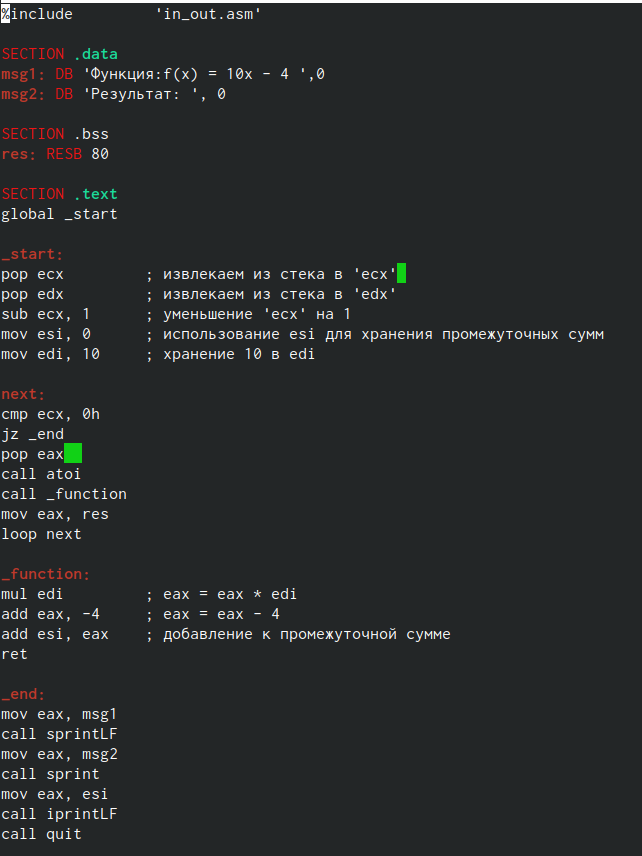 %include         'in_out.asm'
SECTION .data
msg1: DB 'Функция:f(x) = 10x - 4 ',0
msg2: DB 'Результат: ', 0
SECTION .bss
res: RESB 80
SECTION .text
global _start
_start:
pop ecx         ; извлекаем из стека в 'ecx'
pop edx         ; извлекаем из стека в 'edx'
sub ecx, 1      ; уменьшение 'ecx' на 1
mov esi, 0      ; использование esi для хранения промежуточных сумм
mov edi, 10     ; хранение 10 в edi
next:
cmp ecx, 0h
jz _end
pop eax
call atoi
call _function
mov eax, res
loop next
_function:
mul edi         ; eax = eax * edi
add eax, -4     ; eax = eax - 4
add esi, eax    ; добавление к промежуточной сумме
ret
_end:
mov eax, msg1
call sprintLF
mov eax, msg2
call sprint
mov eax, esi
call iprintLF
call quit